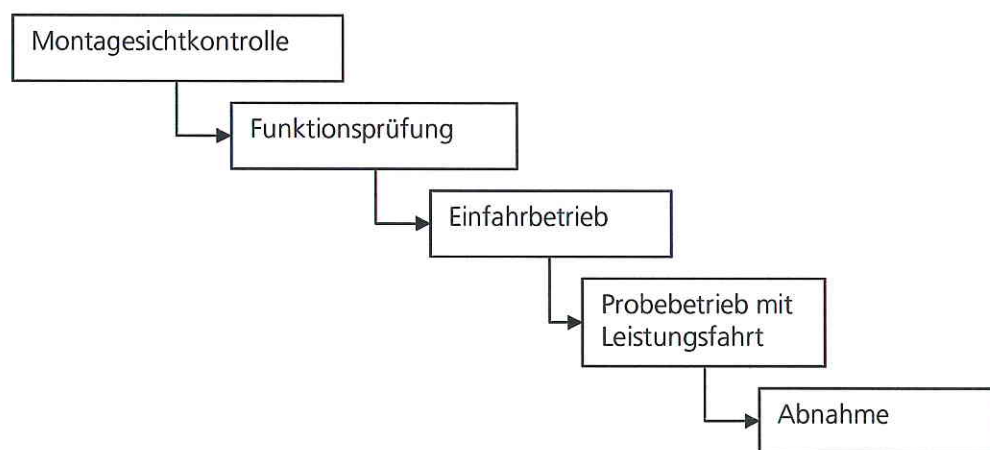 Montagesichtkontrolle
Funktionsprüfung
Einfahrbetrieb
Probebetrieb mit
Leistungsfahrt
Abnahme